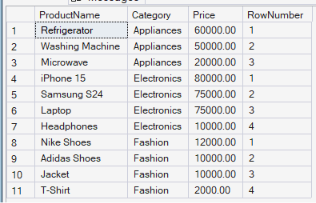 ProductName Category Price RowNumber
1 Refrigerator Appliances 60000.00 1
2 Washing Machine Appliances 50000.00 2
3 Microwave Appliances 20000.00 3
4 iPhone 15 Electronics 80000.00 1
5 Samsung S24 Electronics 75000.00 2
6 Laptop Electronics 75000.00 3
7 Headphones Electronics 10000.00 4
8 Nike Shoes Fashion 12000.00 1
9 Adidas Shoes Fashion 10000.00 2
10 Jacket Fashion 10000.00 3
11 T-Shirt Fashion 2000.00 4